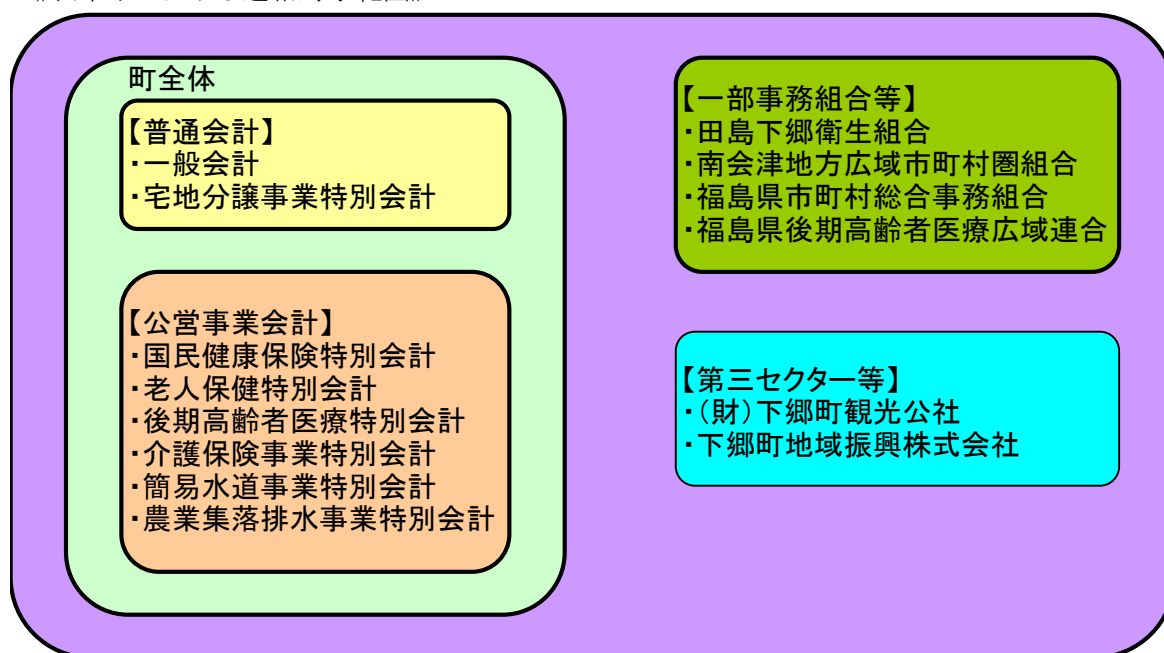 町全体
【普通会計】
・一般会計
・宅地分譲事業特別会計
【公営事業会計】
・国民健康保険特別会計
・老人保健特別会計
・後期高齢者医療特別会計
・介護保険事業特別会計
・簡易水道事業特別会計
・農業集落排水事業特別会計
【一部事務組合等】
・田島下郷衛生組合
・南会津地方広域市町村圏組合
・福島県市町村総合事務組合
・福島県後期高齢者医療広域連合
【第三セクター等】
・(財)下郷町観光公社
・下郷町地域振興株式会社